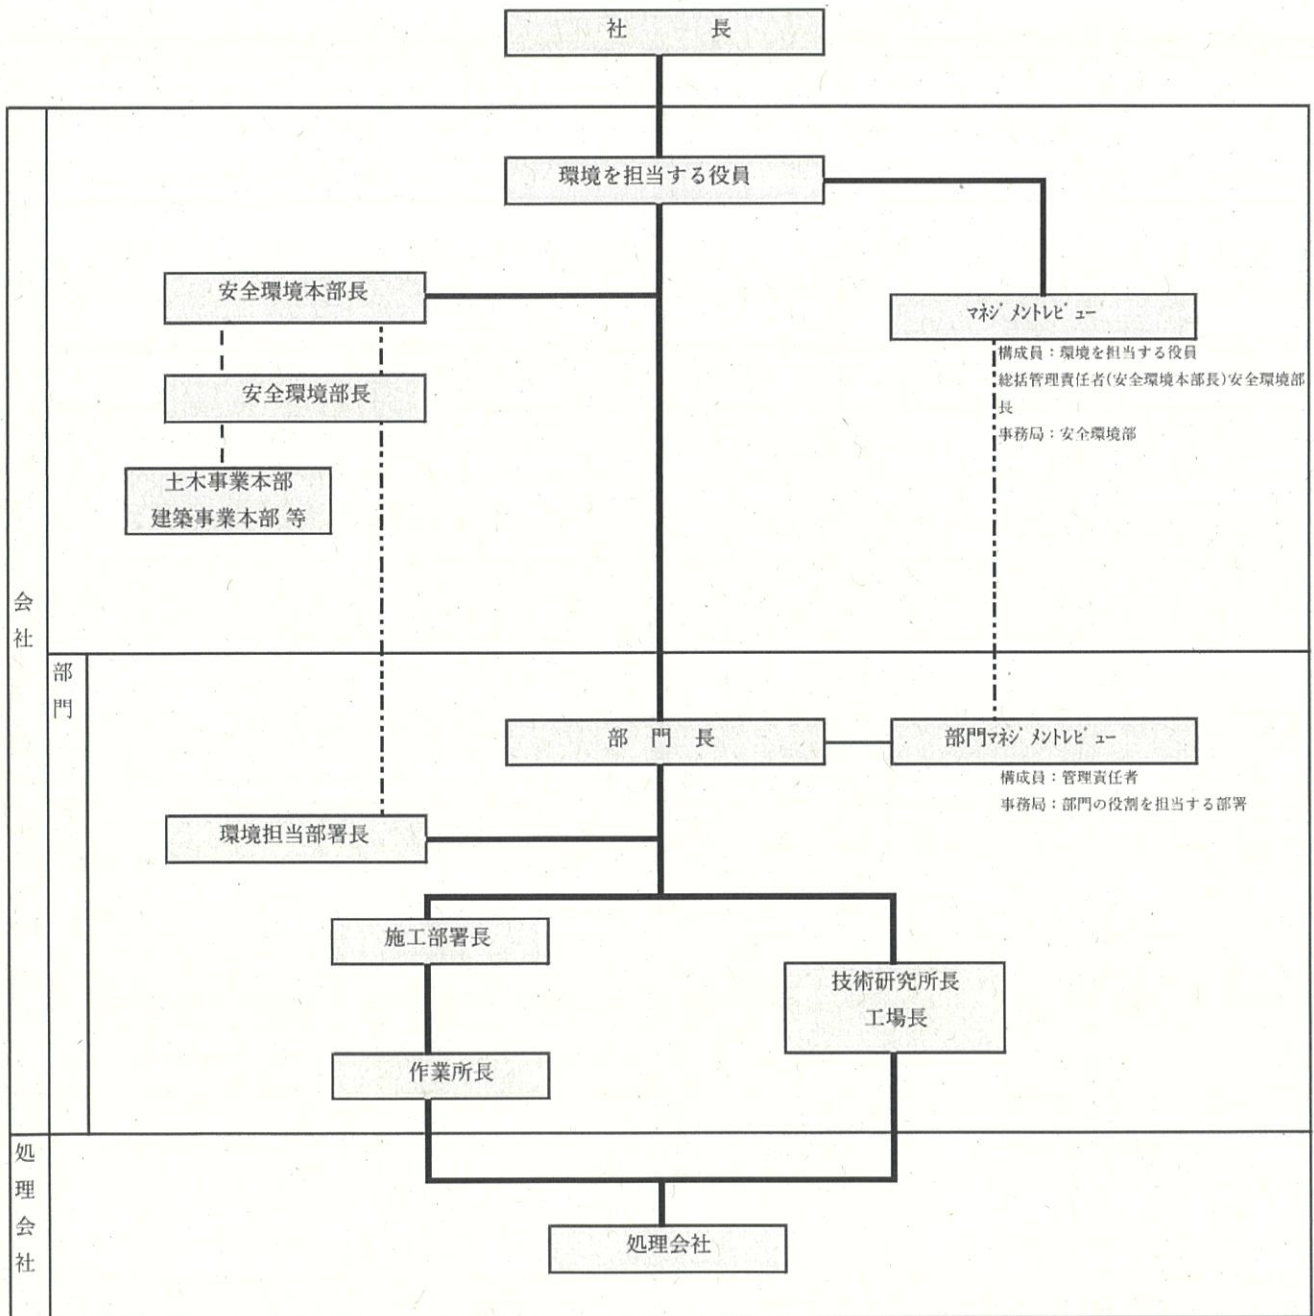 社　　　長
環境を担当する役員
安全環境本部長
マネジメントレビュー
構成員：環境を担当する役員
総括管理責任者(安全環境本部長)安全環境部
長
事務局：安全環境部
安全環境部長
土木事業本部
建築事業本部 等
会
社
部
門
部　門　長
部門マネジメントレビュー
構成員：管理責任者
事務局：部門の役割を担当する部署
環境担当部署長
施工部署長
技術研究所長
工場長
作業所長
処
理
会
社
処理会社